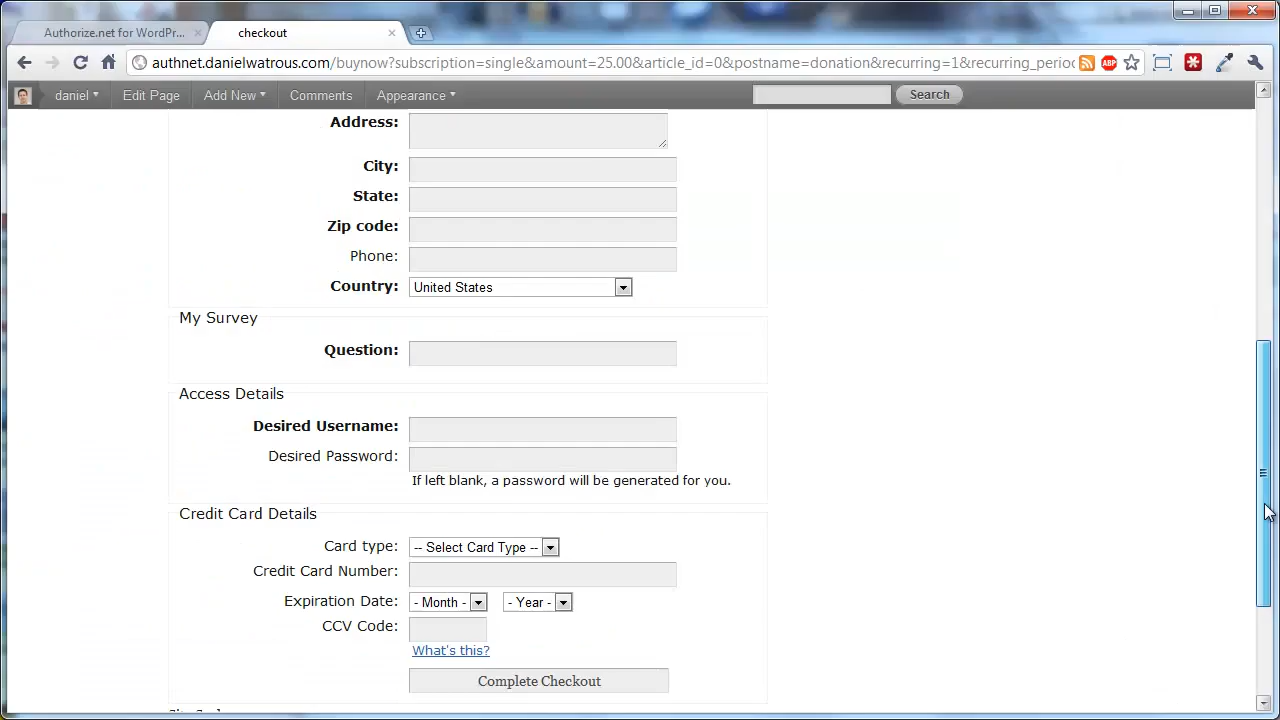 Authorize.net for WordPr...
checkout
authnet.danielwatrous.com/buynow?subscription=single&amount=25.00&article_id=0&postname=donation&recurring=1&recurring_perio
ABP
daniel Edit Page Add New Comments Appearance Search
Address:
City:
State:
Zip code:
Phone:
Country: United States
My Survey
Question:
Access Details
Desired Username:
Desired Password:
If left blank, a password will be generated for you.
Credit Card Details
Card type: -- Select Card Type --
Credit Card Number:
Expiration Date: - Month - - Year -
CCV Code:
What's this?
Complete Checkout